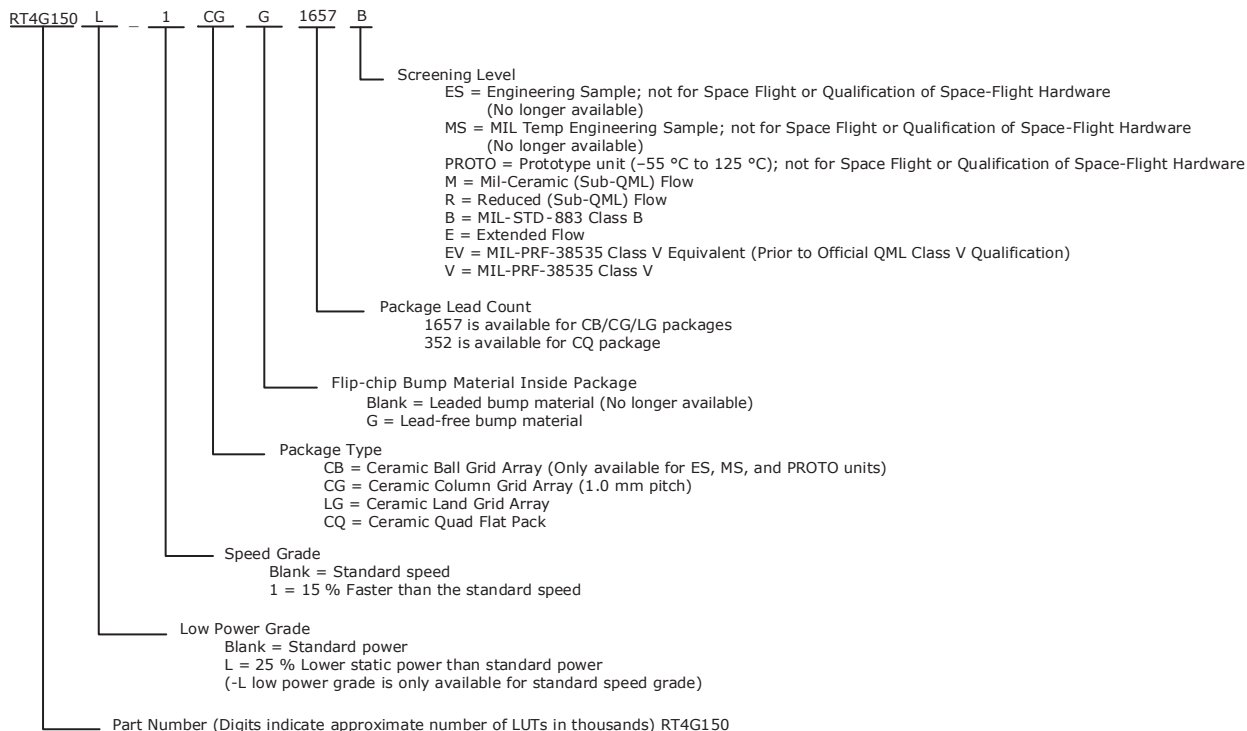 RT4G150 L – 1 CG G 1657 B
Screening Level
ES = Engineering Sample; not for Space Flight or Qualification of Space-Flight Hardware
(No longer available)
MS = MIL Temp Engineering Sample; not for Space Flight or Qualification of Space-Flight Hardware
(No longer available)
PROTO = Prototype unit (–55 °C to 125 °C); not for Space Flight or Qualification of Space-Flight Hardware
M = Mil-Ceramic (Sub-QML) Flow
R = Reduced (Sub-QML) Flow
B = MIL-STD-883 Class B
E = Extended Flow
EV = MIL-PRF-38535 Class V Equivalent (Prior to Official QML Class V Qualification)
V = MIL-PRF-38535 Class V
Package Lead Count
1657 is available for CB/CG/LG packages
352 is available for CQ package
Flip-chip Bump Material Inside Package
Blank = Leaded bump material (No longer available)
G = Lead-free bump material
Package Type
CB = Ceramic Ball Grid Array (Only available for ES, MS, and PROTO units)
CG = Ceramic Column Grid Array (1.0 mm pitch)
LG = Ceramic Land Grid Array
CQ = Ceramic Quad Flat Pack
Speed Grade
Blank = Standard speed
1 = 15 % Faster than the standard speed
Low Power Grade
Blank = Standard power
L = 25 % Lower static power than standard power
(-L low power grade is only available for standard speed grade)
Part Number (Digits indicate approximate number of LUTs in thousands) RT4G150